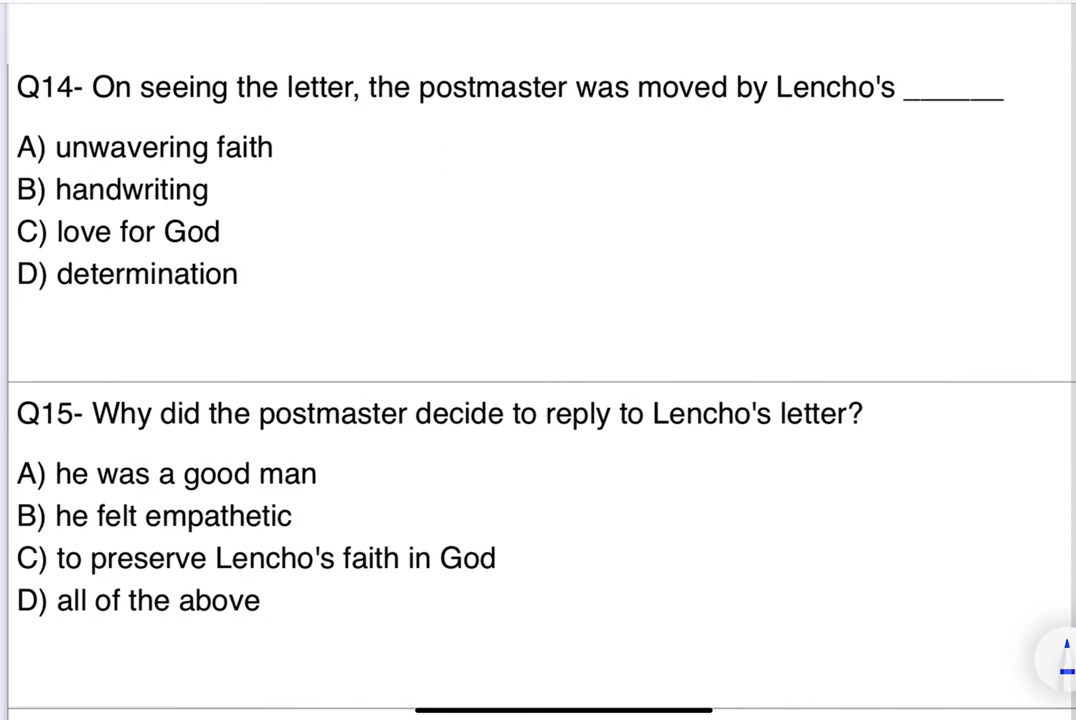 Q14- On seeing the letter, the postmaster was moved by Lencho's ______
A) unwavering faith
B) handwriting
C) love for God
D) determination
Q15- Why did the postmaster decide to reply to Lencho's letter?
A) he was a good man
B) he felt empathetic
C) to preserve Lencho's faith in God
D) all of the above